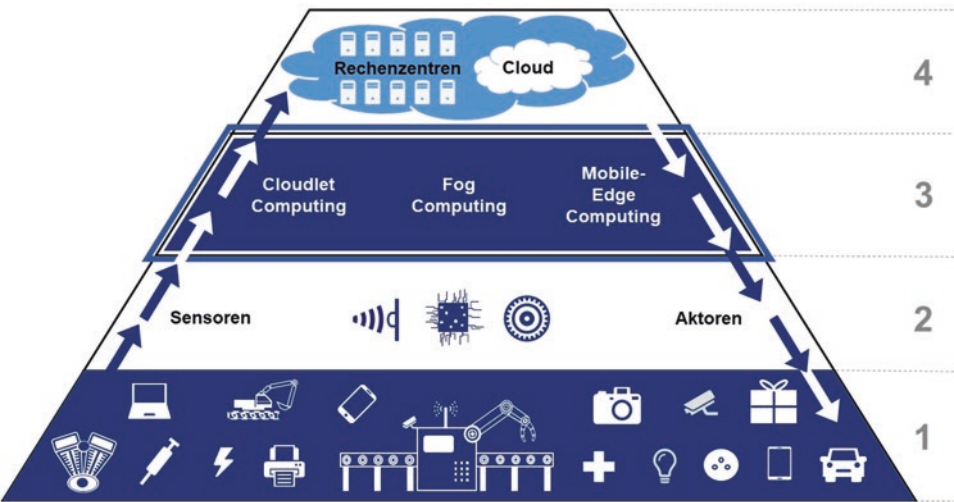 Rechenzentren
Cloud
4
Cloudlet
Computing
Fog
Computing
Mobile-
Edge
Computing
3
Sensoren
Aktoren
2
1